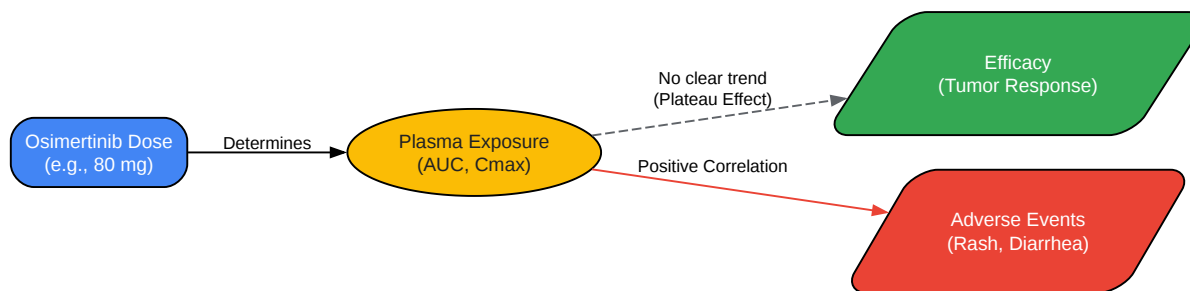 Osimertinib Dose
(e.g., 80 mg)
Determines
Plasma Exposure
(AUC, Cmax)
No clear trend
(Plateau Effect)
Efficacy
(Tumor Response)
Positive Correlation
Adverse Events
(Rash, Diarrhea)